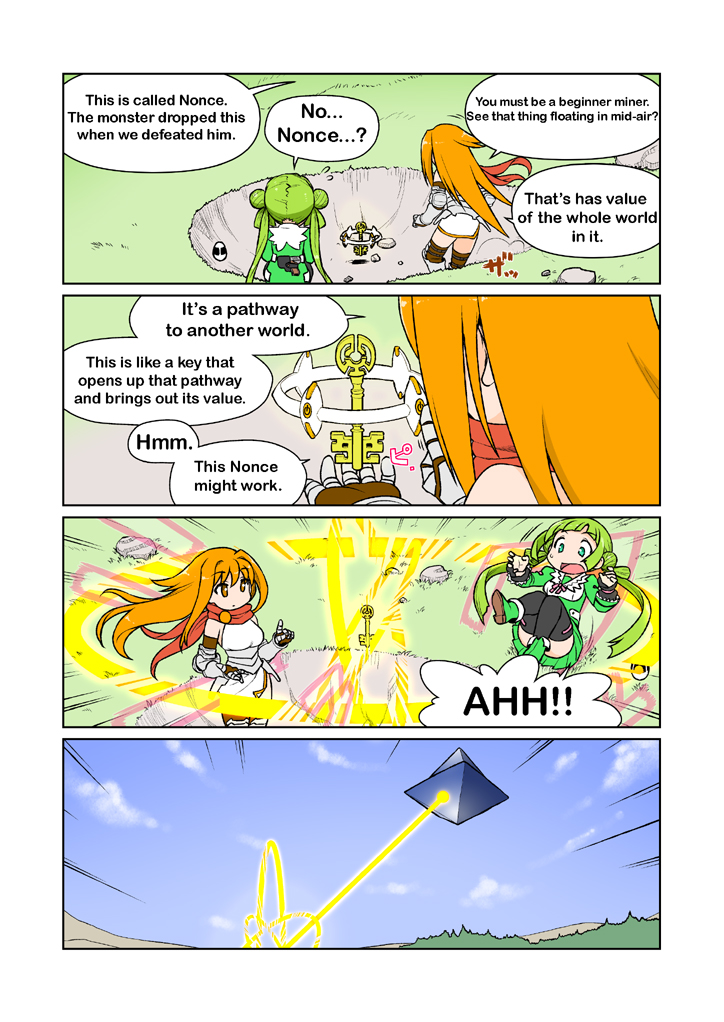 This is called Nonce.
The monster dropped this
when we defeated him.
No...
Nonce...?
You must be a beginner miner.
See that thing floating in mid-air?
That's has value
of the whole world
in it.
ザッ
It's a pathway
to another world.
This is like a key that
opens up that pathway
and brings out its value.
Hmm.
This Nonce
might work.
ピ.
AHH!!